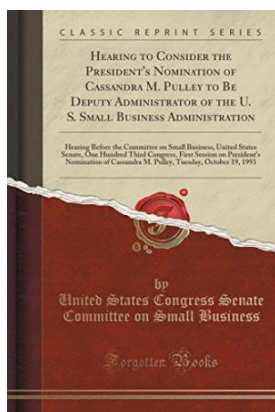 CLASSIC REPRINT SERIES
HEARING TO CONSIDER THE
PRESIDENT'S NOMINATION OF
CASSANDRA M. PULLEY TO BE
DEPUTY ADMINISTRATOR OF THE U.
S. SMALL BUSINESS ADMINISTRATION
Hearing Before the Committee on Small Business, United States
Senate, One Hundred Third Congress, First Session on President's
Nomination of Cassandra M. Pulley, Tuesday, October 19, 1993
by
United States Congress Senate
Committee on Small Business
Forgotten Books